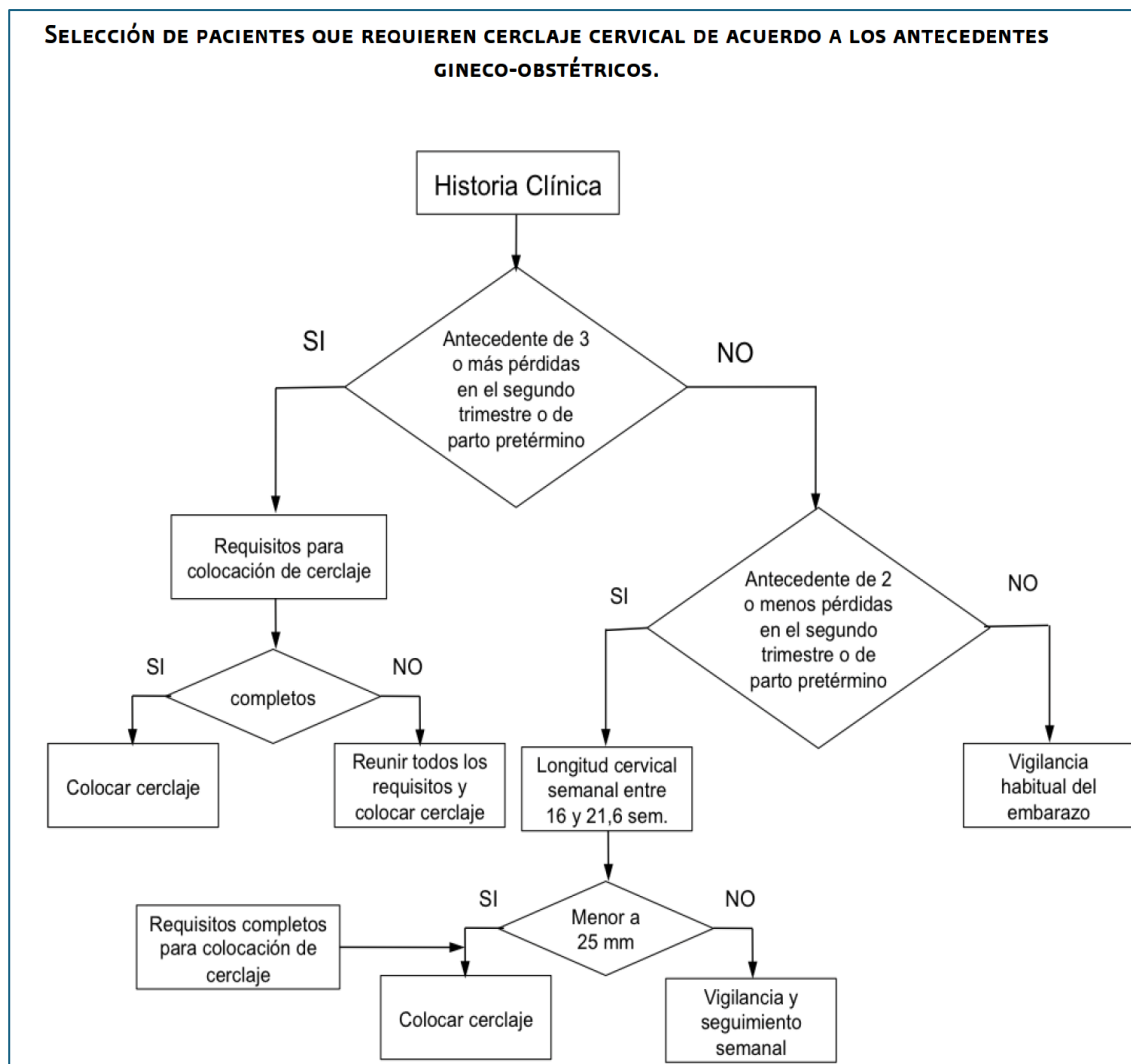 SELECCIÓN DE PACIENTES QUE REQUIEREN CERCLAJE CERVICAL DE ACUERDO A LOS ANTECEDENTES
GINECO-OBSTÉTRICOS.
Historia Clínica
SI
Antecedente de 3
o más pérdidas
en el segundo
trimestre o de
parto pretérmino
NO
Requisitos para
colocación de cerclaje
SI
completos
NO
Colocar cerclaje
Reunir todos los
requisitos y
colocar cerclaje
SI
Antecedente de 2
o menos pérdidas
en el segundo
trimestre o de
parto pretérmino
NO
Longitud cervical
semanal entre
16 y 21,6 sem.
Vigilancia
habitual del
embarazo
Requisitos completos
para colocación de
cerclaje
SI
Menor a
25 mm
NO
Colocar cerclaje
Vigilancia y
seguimiento
semanal